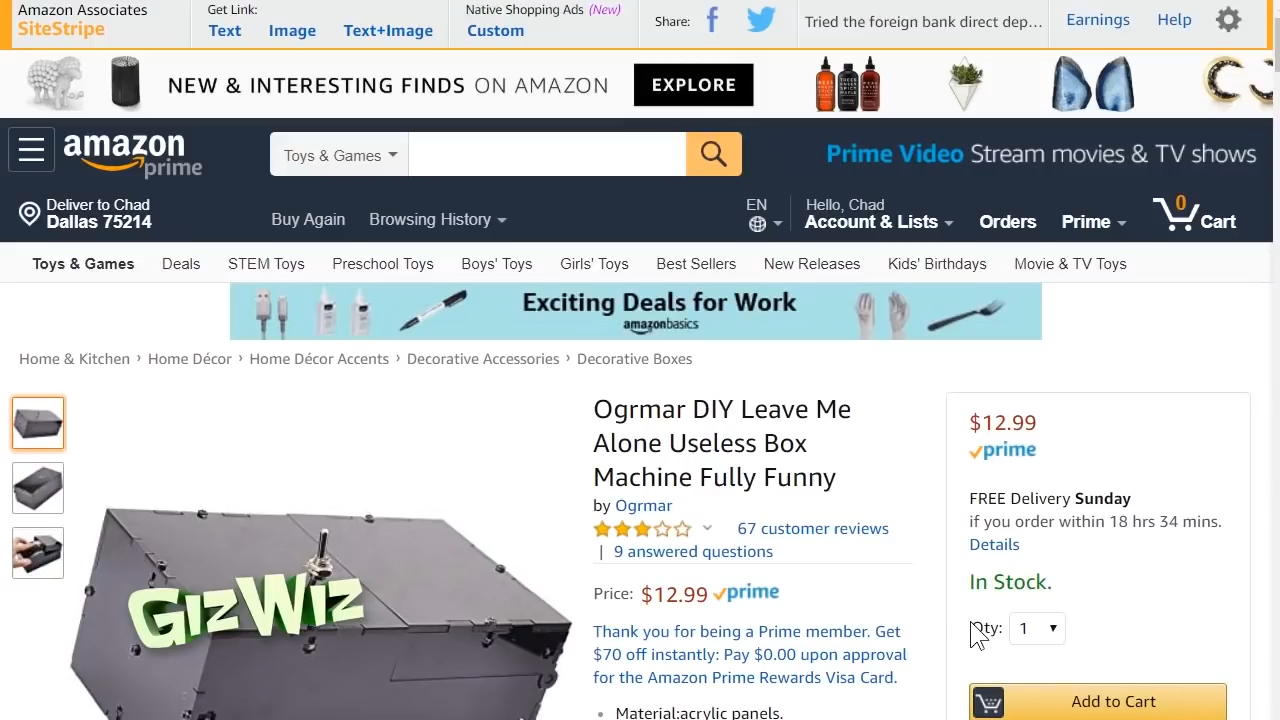 Amazon Associates
SiteStripe
Get Link:
Text Image Text+Image
Native Shopping Ads (New)
Custom
Share:
Tried the foreign bank direct dep...
Earnings Help
NEW & INTERESTING FINDS ON AMAZON EXPLORE
amazon prime
Toys & Games
Prime Video Stream movies & TV shows
Deliver to Chad
Dallas 75214
Buy Again Browsing History
EN
Hello, Chad
Account & Lists
Orders
Prime
0
Cart
Toys & Games Deals STEM Toys Preschool Toys Boys' Toys Girls' Toys Best Sellers New Releases Kids' Birthdays Movie & TV Toys
Exciting Deals for Work
amazonbasics
Home & Kitchen › Home Décor › Home Décor Accents › Decorative Accessories › Decorative Boxes
Ogrmar DIY Leave Me
Alone Useless Box
Machine Fully Funny
by Ogrmar
67 customer reviews
| 9 answered questions
Price: $12.99 prime
Thank you for being a Prime member. Get
$70 off instantly: Pay $0.00 upon approval
for the Amazon Prime Rewards Visa Card.
• Material:acrylic panels.
GizWiz
$12.99
prime
FREE Delivery Sunday
if you order within 18 hrs 34 mins.
Details
In Stock.
Qty: 1
Add to Cart